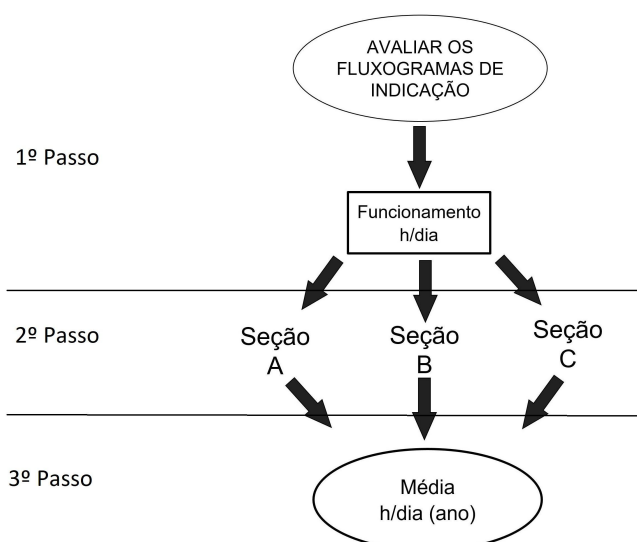 AVALIAR OS
FLUXOGRAMAS DE
INDICAÇÃO
1º Passo
Funcionamento
h/dia
2º Passo
Seção
A
Seção
B
Seção
C
3º Passo
Média
h/dia (ano)